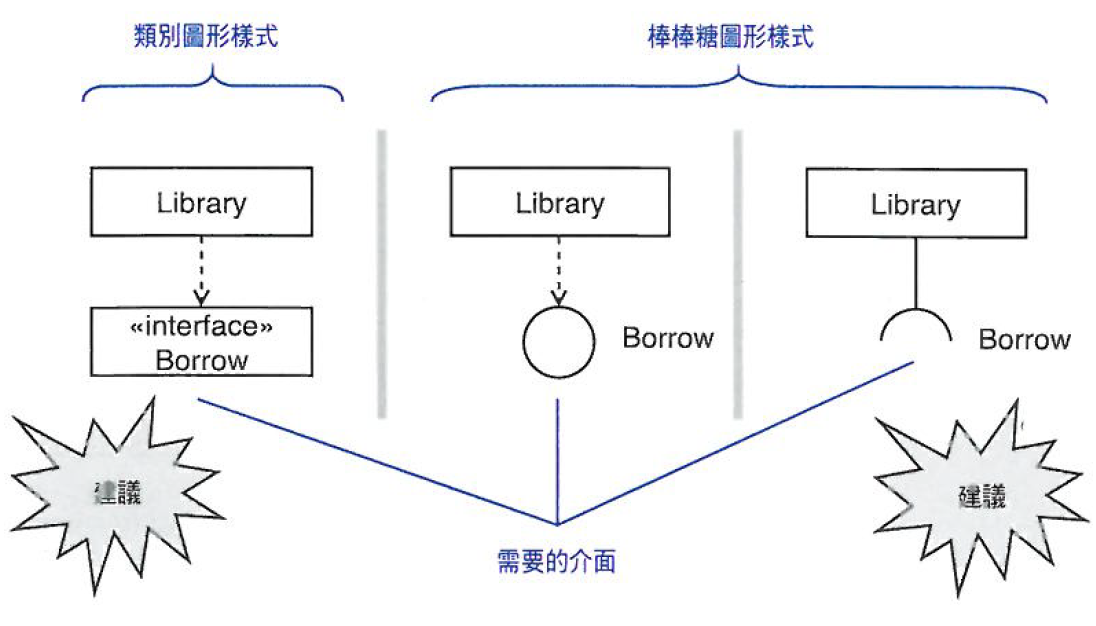 類別圖形樣式
棒棒糖圖形樣式
Library
Library
Library
«interface»
Borrow
Borrow
Borrow
建議
建議
需要的介面